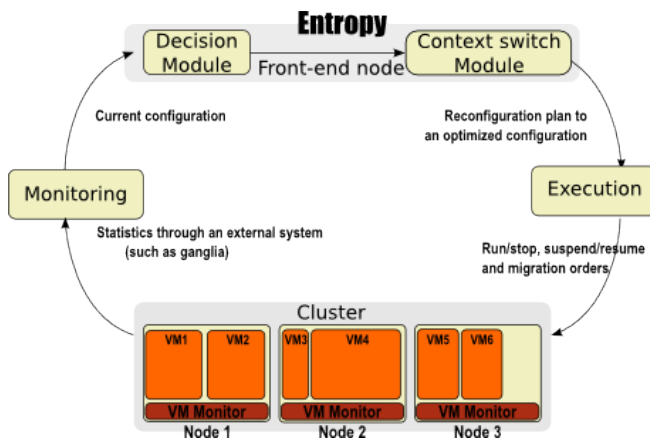 Entropy
Decision
Module
Front-end node
Context switch
Module
Current configuration
Reconfiguration plan to
an optimized configuration
Monitoring
Execution
Statistics through an external system
(such as ganglia)
Run/stop, suspend/resume
and migration orders
Cluster
VM1
VM2
VM3
VM4
VM5
VM6
VM Monitor
VM Monitor
VM Monitor
Node 1
Node 2
Node 3